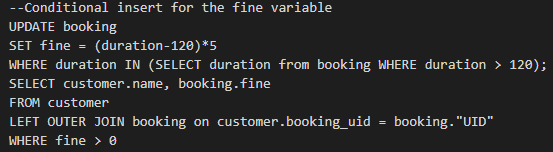 --Conditional insert for the fine variable
UPDATE booking
SET fine = (duration-120)*5
WHERE duration IN (SELECT duration from booking WHERE duration > 120);
SELECT customer.name, booking.fine
FROM customer
LEFT OUTER JOIN booking on customer.booking_uid = booking."UID"
WHERE fine > 0